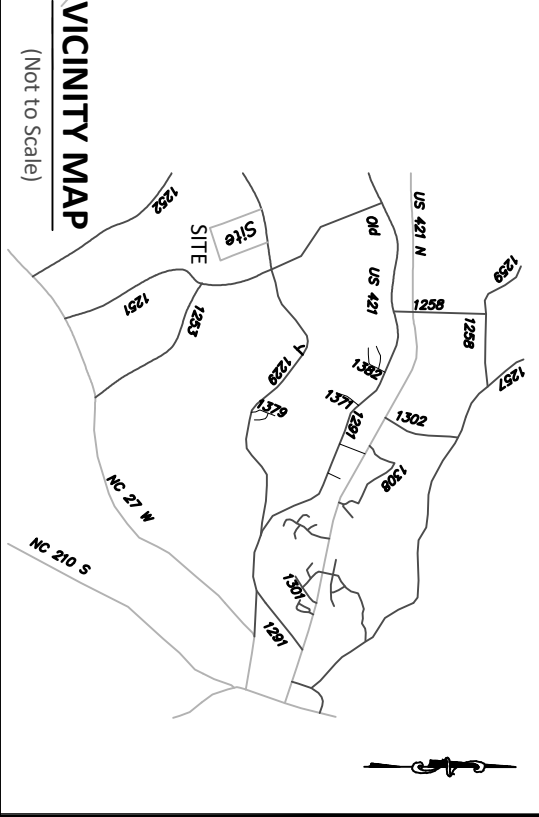 VICINITY MAP
(Not to Scale)
US 421 N
Old US 421
1259
1258
1258
1257
1252
SITE
Site
1251
1253
1229
1379
1382
1371
1291
1302
1308
1301
1291
NC 27 W
NC 210 S